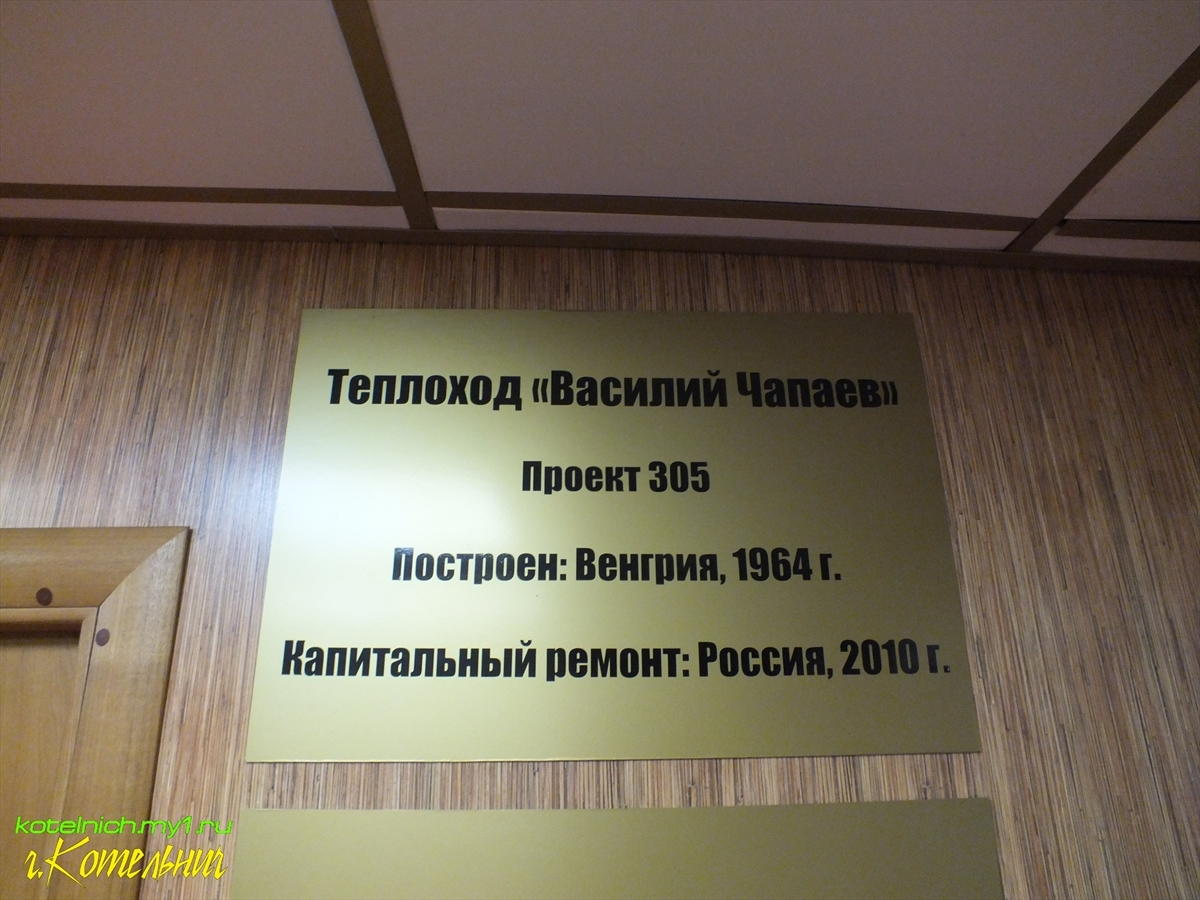 Теплоход «Василий Чапаев»
Проект 305
Построен: Венгрия, 1964 г.
Капитальный ремонт: Россия, 2010 г.
kotelnich.my1.ru
г.Котельнич